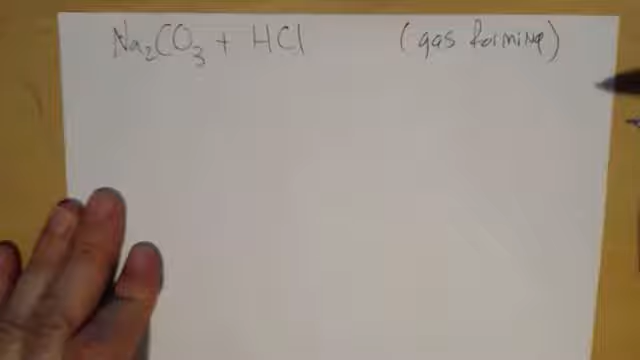 Na₂CO₃ + HCl (gas forming)